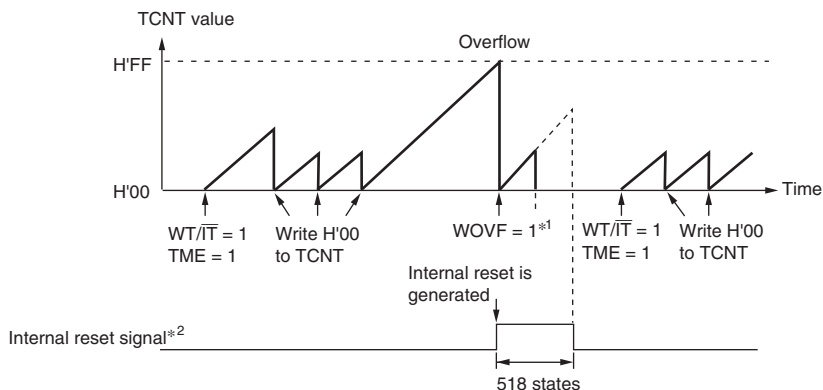 TCNT value
Overflow
H'FF
H'00
Time
WT/IT = 1
TME = 1
Write H'00
to TCNT
WOVF = 1*1
WT/IT = 1
TME = 1
Write H'00
to TCNT
Internal reset is
generated
Internal reset signal*2
518 states